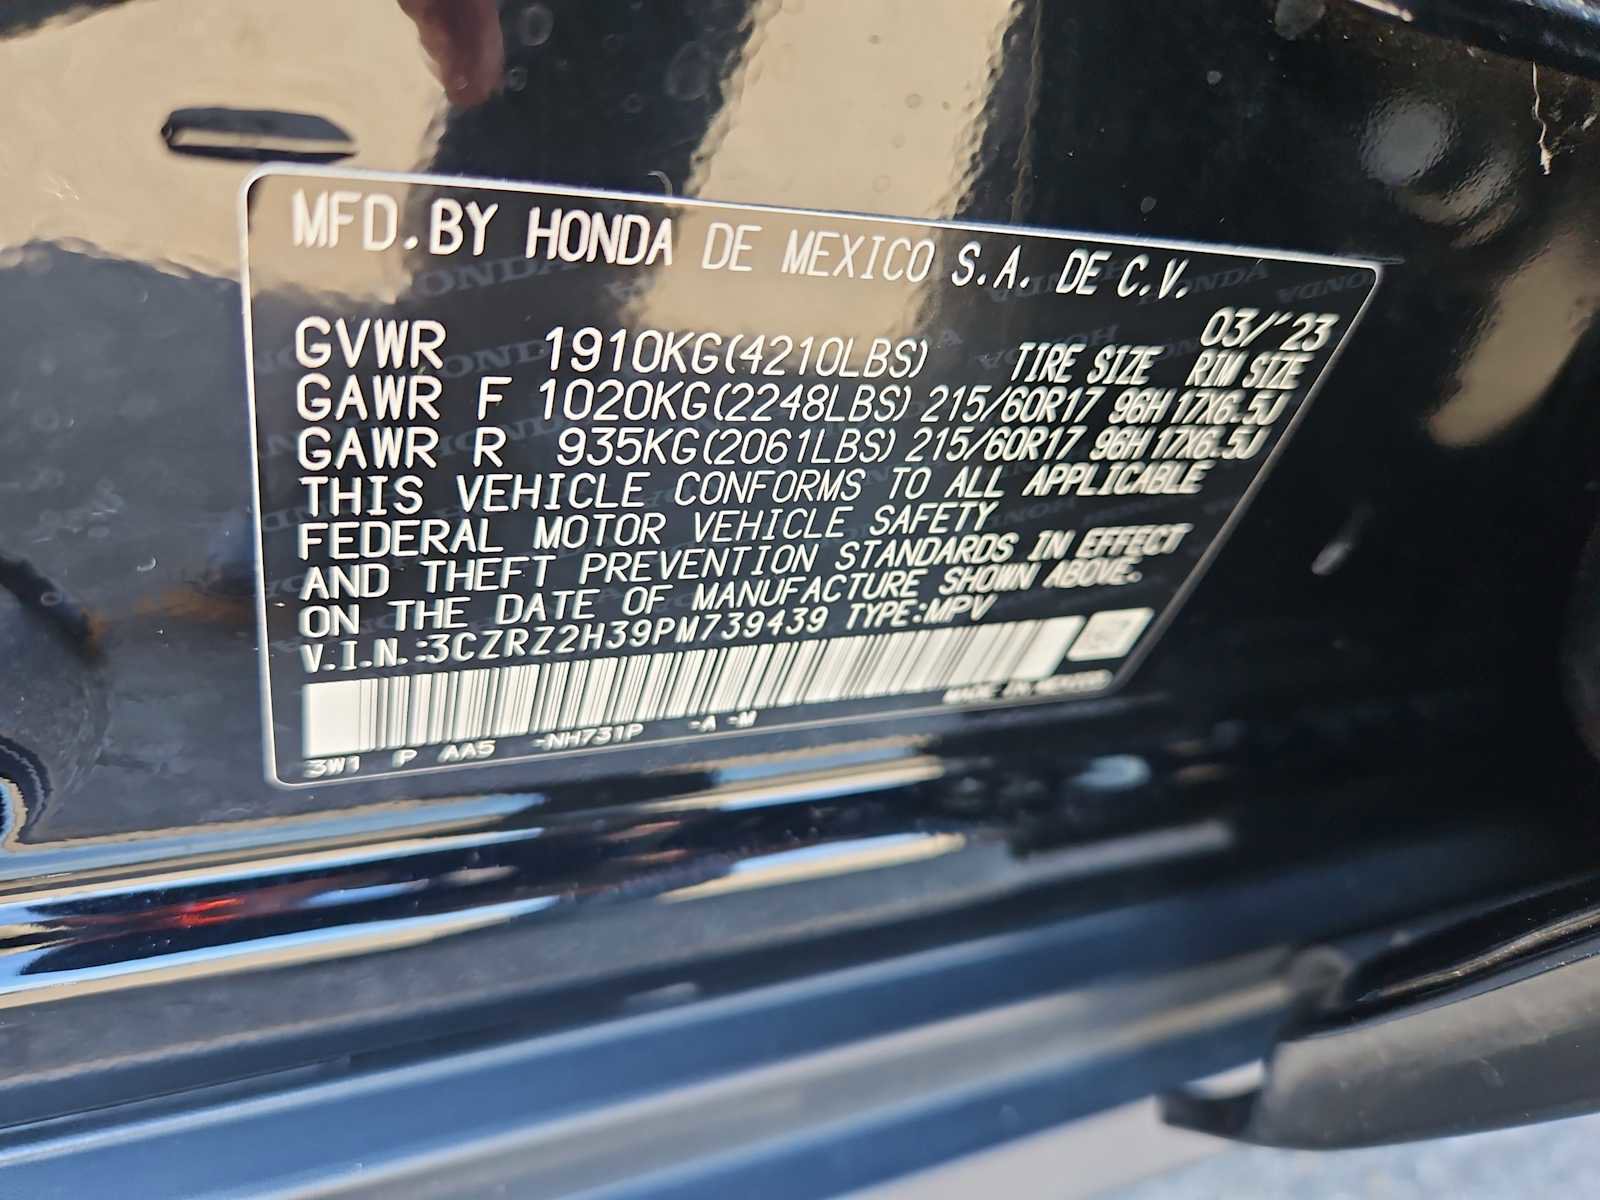 MFD.BY HONDA DE MEXICO S.A. DE C.V.
03/'23
GVWR 1910KG(4210LBS) TIRE SIZE RIM SIZE
GAWR F 1020KG(2248LBS) 215/60R17 96H 17X6.5J
GAWR R 935KG(2061LBS) 215/60R17 96H 17X6.5J
THIS VEHICLE CONFORMS TO ALL APPLICABLE
FEDERAL MOTOR VEHICLE SAFETY
AND THEFT PREVENTION STANDARDS IN EFFECT
ON THE DATE OF MANUFACTURE SHOWN ABOVE.
V.I.N.:3CZRZ2H39PM739439 TYPE:MPV
MADE IN MEXICO
3W1 P AA5 -NH731P -A -M